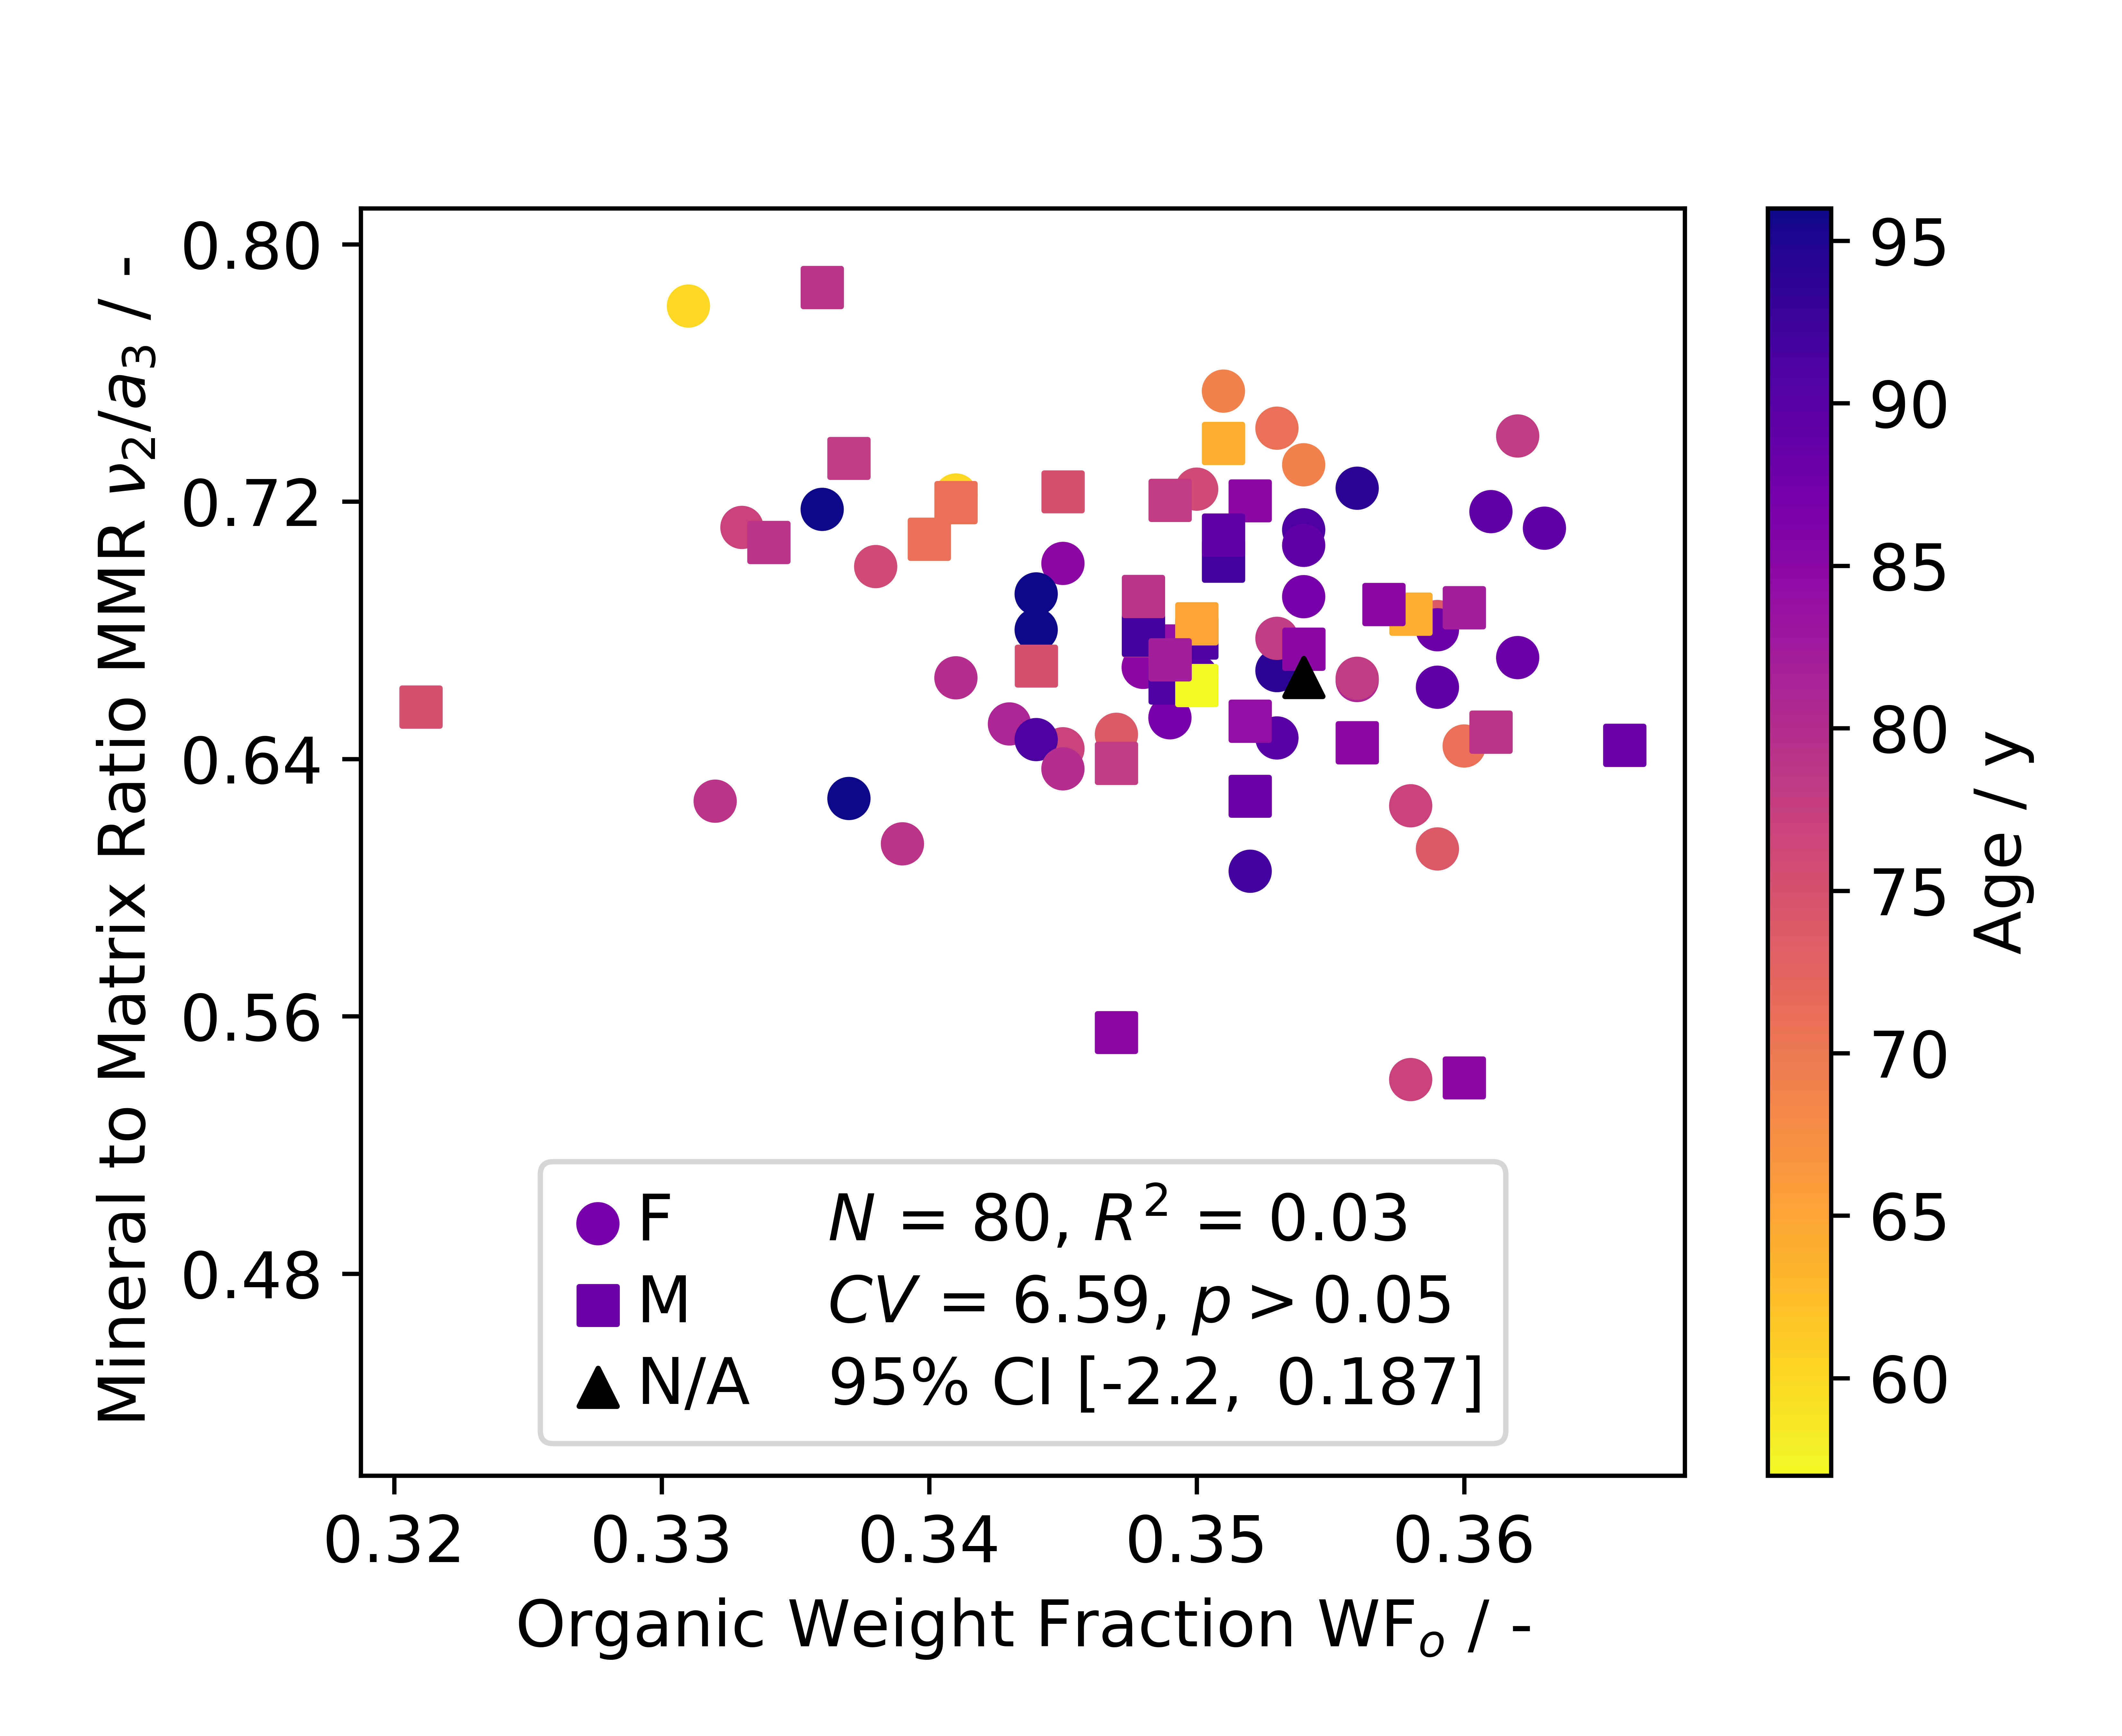 Mineral to Matrix Ratio MMR ν₂/a₃ / -
0.80
0.72
0.64
0.56
0.48
F N = 80, R² = 0.03
M CV = 6.59, p > 0.05
N/A 95% CI [-2.2, 0.187]
0.32 0.33 0.34 0.35 0.36
Organic Weight Fraction WFₒ / -
95
90
85
80
75
70
65
60
Age / y